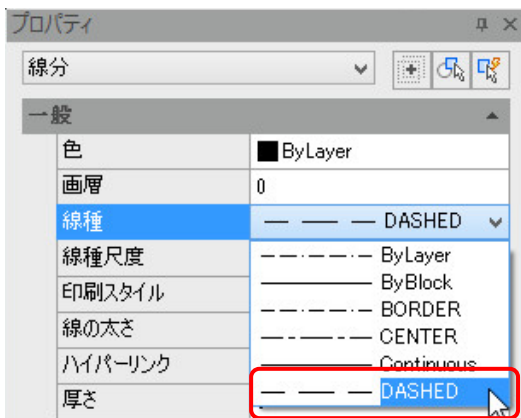 プロパティ
線分
一般
色 ByLayer
画層 0
線種 DASHED
線種尺度 ByLayer
ByBlock
印刷スタイル BORDER
線の太さ CENTER
ハイパーリンク Continuous
厚さ DASHED